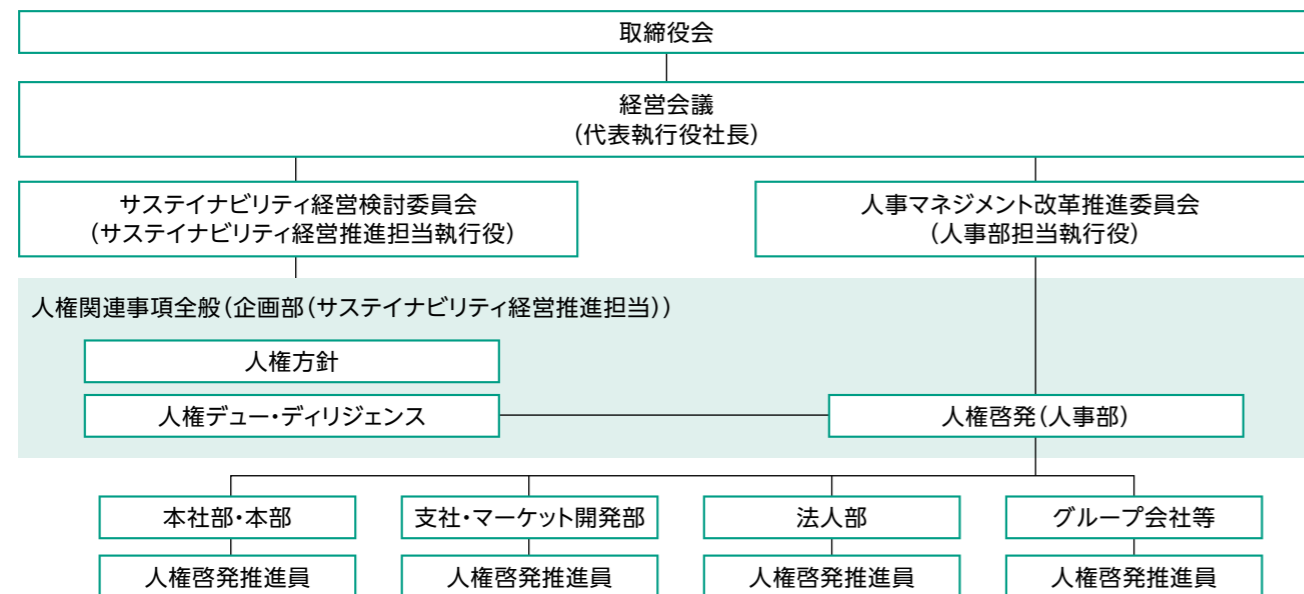 取締役会
経営会議
（代表執行役社長）
サステイナビリティ経営検討委員会
（サステイナビリティ経営推進担当執行役）
人事マネジメント改革推進委員会
（人事部担当執行役）
人権関連事項全般（企画部（サステイナビリティ経営推進担当））
人権方針
人権デュー・ディリジェンス
人権啓発（人事部）
本社部・本部
支社・マーケット開発部
法人部
グループ会社等
人権啓発推進員
人権啓発推進員
人権啓発推進員
人権啓発推進員